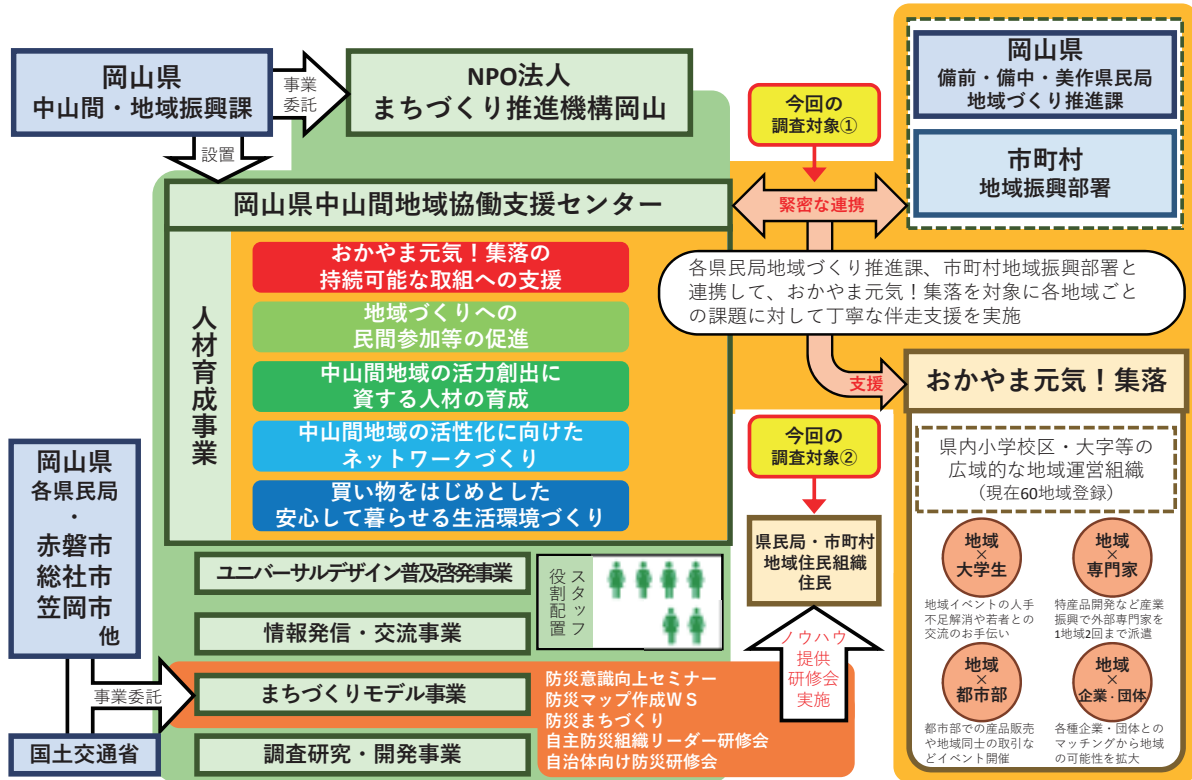 岡山県
中山間・地域振興課
事業
委託
NPO法人
まちづくり推進機構岡山
設置
今回の
調査対象①
岡山県
備前・備中・美作県民局
地域づくり推進課
市町村
地域振興部署
岡山県中山間地域協働支援センター
緊密な連携
人材育成事業
おかやま元気！集落の
持続可能な取組への支援
地域づくりへの
民間参加等の促進
中山間地域の活力創出に
資する人材の育成
中山間地域の活性化に向けた
ネットワークづくり
買い物をはじめとした
安心して暮らせる生活環境づくり
各県民局地域づくり推進課、市町村地域振興部署と
連携して、おかやま元気！集落を対象に各地域ごと
の課題に対して丁寧な伴走支援を実施
支援
おかやま元気！集落
県内小学校区・大字等の
広域的な地域運営組織
（現在60地域登録）
地域
×
大学生
地域イベントの人手
不足解消や若者との
交流のお手伝い
地域
×
専門家
特産品開発など産業
振興で外部専門家を
1地域2回まで派遣
地域
×
都市部
都市部での産品販売
や地域同士の取引な
どイベント開催
地域
×
企業・団体
各種企業・団体との
マッチングから地域
の可能性を拡大
今回の
調査対象②
県民局・市町村
地域住民組織
住民
ノウハウ
提供
研修会
実施
岡山県
各県民局
・
赤磐市
総社市
笠岡市
他
事業委託
国土交通省
ユニバーサルデザイン普及啓発事業
スタッフ
役割配置
情報発信・交流事業
まちづくりモデル事業
防災意識向上セミナー
防災マップ作成ＷＳ
防災まちづくり
自主防災組織リーダー研修会
自治体向け防災研修会
調査研究・開発事業